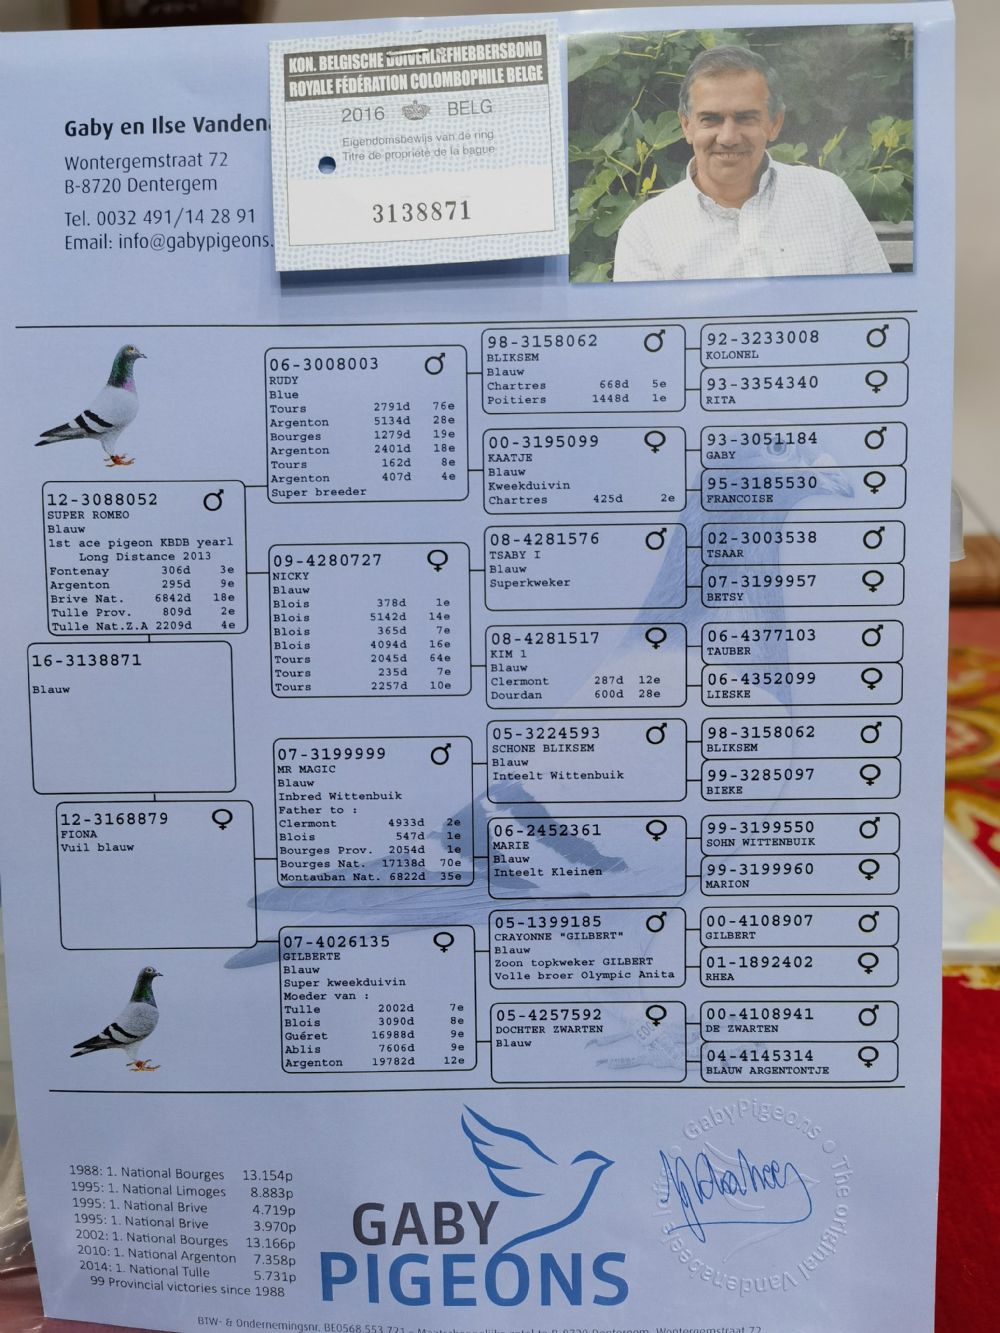 Gaby en Ilse Vandena
Wontergemstraat 72
B-8720 Dentergem
Tel. 0032 491/14 28 91
Email: info@gabypigeons.
KON. BELGISCHE DUIVENLIEFHEBBERSBOND
ROYALE FÉDÉRATION COLOMBOPHILE BELGE
2016 BELG
Eigendomsbewijs van de ring
Titre de propriété de la bague
3138871
16-3138871
Blauw
12-3088052 ♂
SUPER ROMEO
Blauw
1st ace pigeon KBDB yearl
Long Distance 2013
Fontenay 306d 3e
Argenton 295d 9e
Brive Nat. 6842d 18e
Tulle Prov. 809d 2e
Tulle Nat.Z.A 2209d 4e
12-3168879 ♀
FIONA
Vuil blauw
06-3008003 ♂
RUDY
Blue
Tours 2791d 76e
Argenton 5134d 28e
Bourges 1279d 19e
Argenton 2401d 18e
Tours 162d 8e
Argenton 407d 4e
Super breeder
09-4280727 ♀
NICKY
Blauw
Blois 378d 1e
Blois 5142d 14e
Blois 365d 7e
Blois 4094d 16e
Tours 2045d 64e
Tours 235d 7e
Tours 2257d 10e
07-3199999 ♂
MR MAGIC
Blauw
Inbred Wittenbuik
Father to :
Clermont 4933d 2e
Blois 547d 1e
Bourges Prov. 2054d 1e
Bourges Nat. 17138d 70e
Montauban Nat. 6822d 35e
07-4026135 ♀
GILBERTE
Blauw
Super kweekduivin
Moeder van :
Tulle 2002d 7e
Blois 3090d 8e
Guéret 16988d 9e
Ablis 7606d 9e
Argenton 19782d 12e
98-3158062 ♂
BLIKSEM
Blauw
Chartres 668d 5e
Poitiers 1448d 1e
00-3195099 ♀
KAATJE
Blauw
Kweekduivin
Chartres 425d 2e
08-4281576 ♂
TSABY I
Blauw
Superkweker
08-4281517 ♀
KIM 1
Blauw
Clermont 287d 12e
Dourdan 600d 28e
05-3224593 ♂
SCHONE BLIKSEM
Blauw
Inteelt Wittenbuik
06-2452361 ♀
MARIE
Blauw
Inteelt Kleinen
05-1399185 ♂
CRAYONNE "GILBERT"
Blauw
Zoon topkweker GILBERT
Volle broer Olympic Anita
05-4257592 ♀
DOCHTER ZWARTEN
Blauw
92-3233008 ♂
KOLONEL
93-3354340 ♀
RITA
93-3051184 ♂
GABY
95-3185530 ♀
FRANCOISE
02-3003538 ♂
TSAAR
07-3199957 ♀
BETSY
06-4377103 ♂
TAUBER
06-4352099 ♀
LIESKE
98-3158062 ♂
BLIKSEM
99-3285097 ♀
BIEKE
99-3199550 ♂
SOHN WITTENBUIK
99-3199960 ♀
MARION
00-4108907 ♂
GILBERT
01-1892402 ♀
RHEA
00-4108941 ♂
DE ZWARTEN
04-4145314 ♀
BLAUW ARGENTONTJE
1988: 1. National Bourges 13.154p
1995: 1. National Limoges 8.883p
1995: 1. National Brive 4.719p
1995: 1. National Brive 3.970p
2002: 1. National Bourges 13.166p
2010: 1. National Argenton 7.358p
2014: 1. National Tulle 5.731p
99 Provincial victories since 1988
GABY
PIGEONS
GabyPigeons o The original Vandenabeele
BTW- & Ondernemingsnr. BE0568 553 721 - Maatschappelijke zetel te B-8720 Dentergem, Wontergemstraat 72